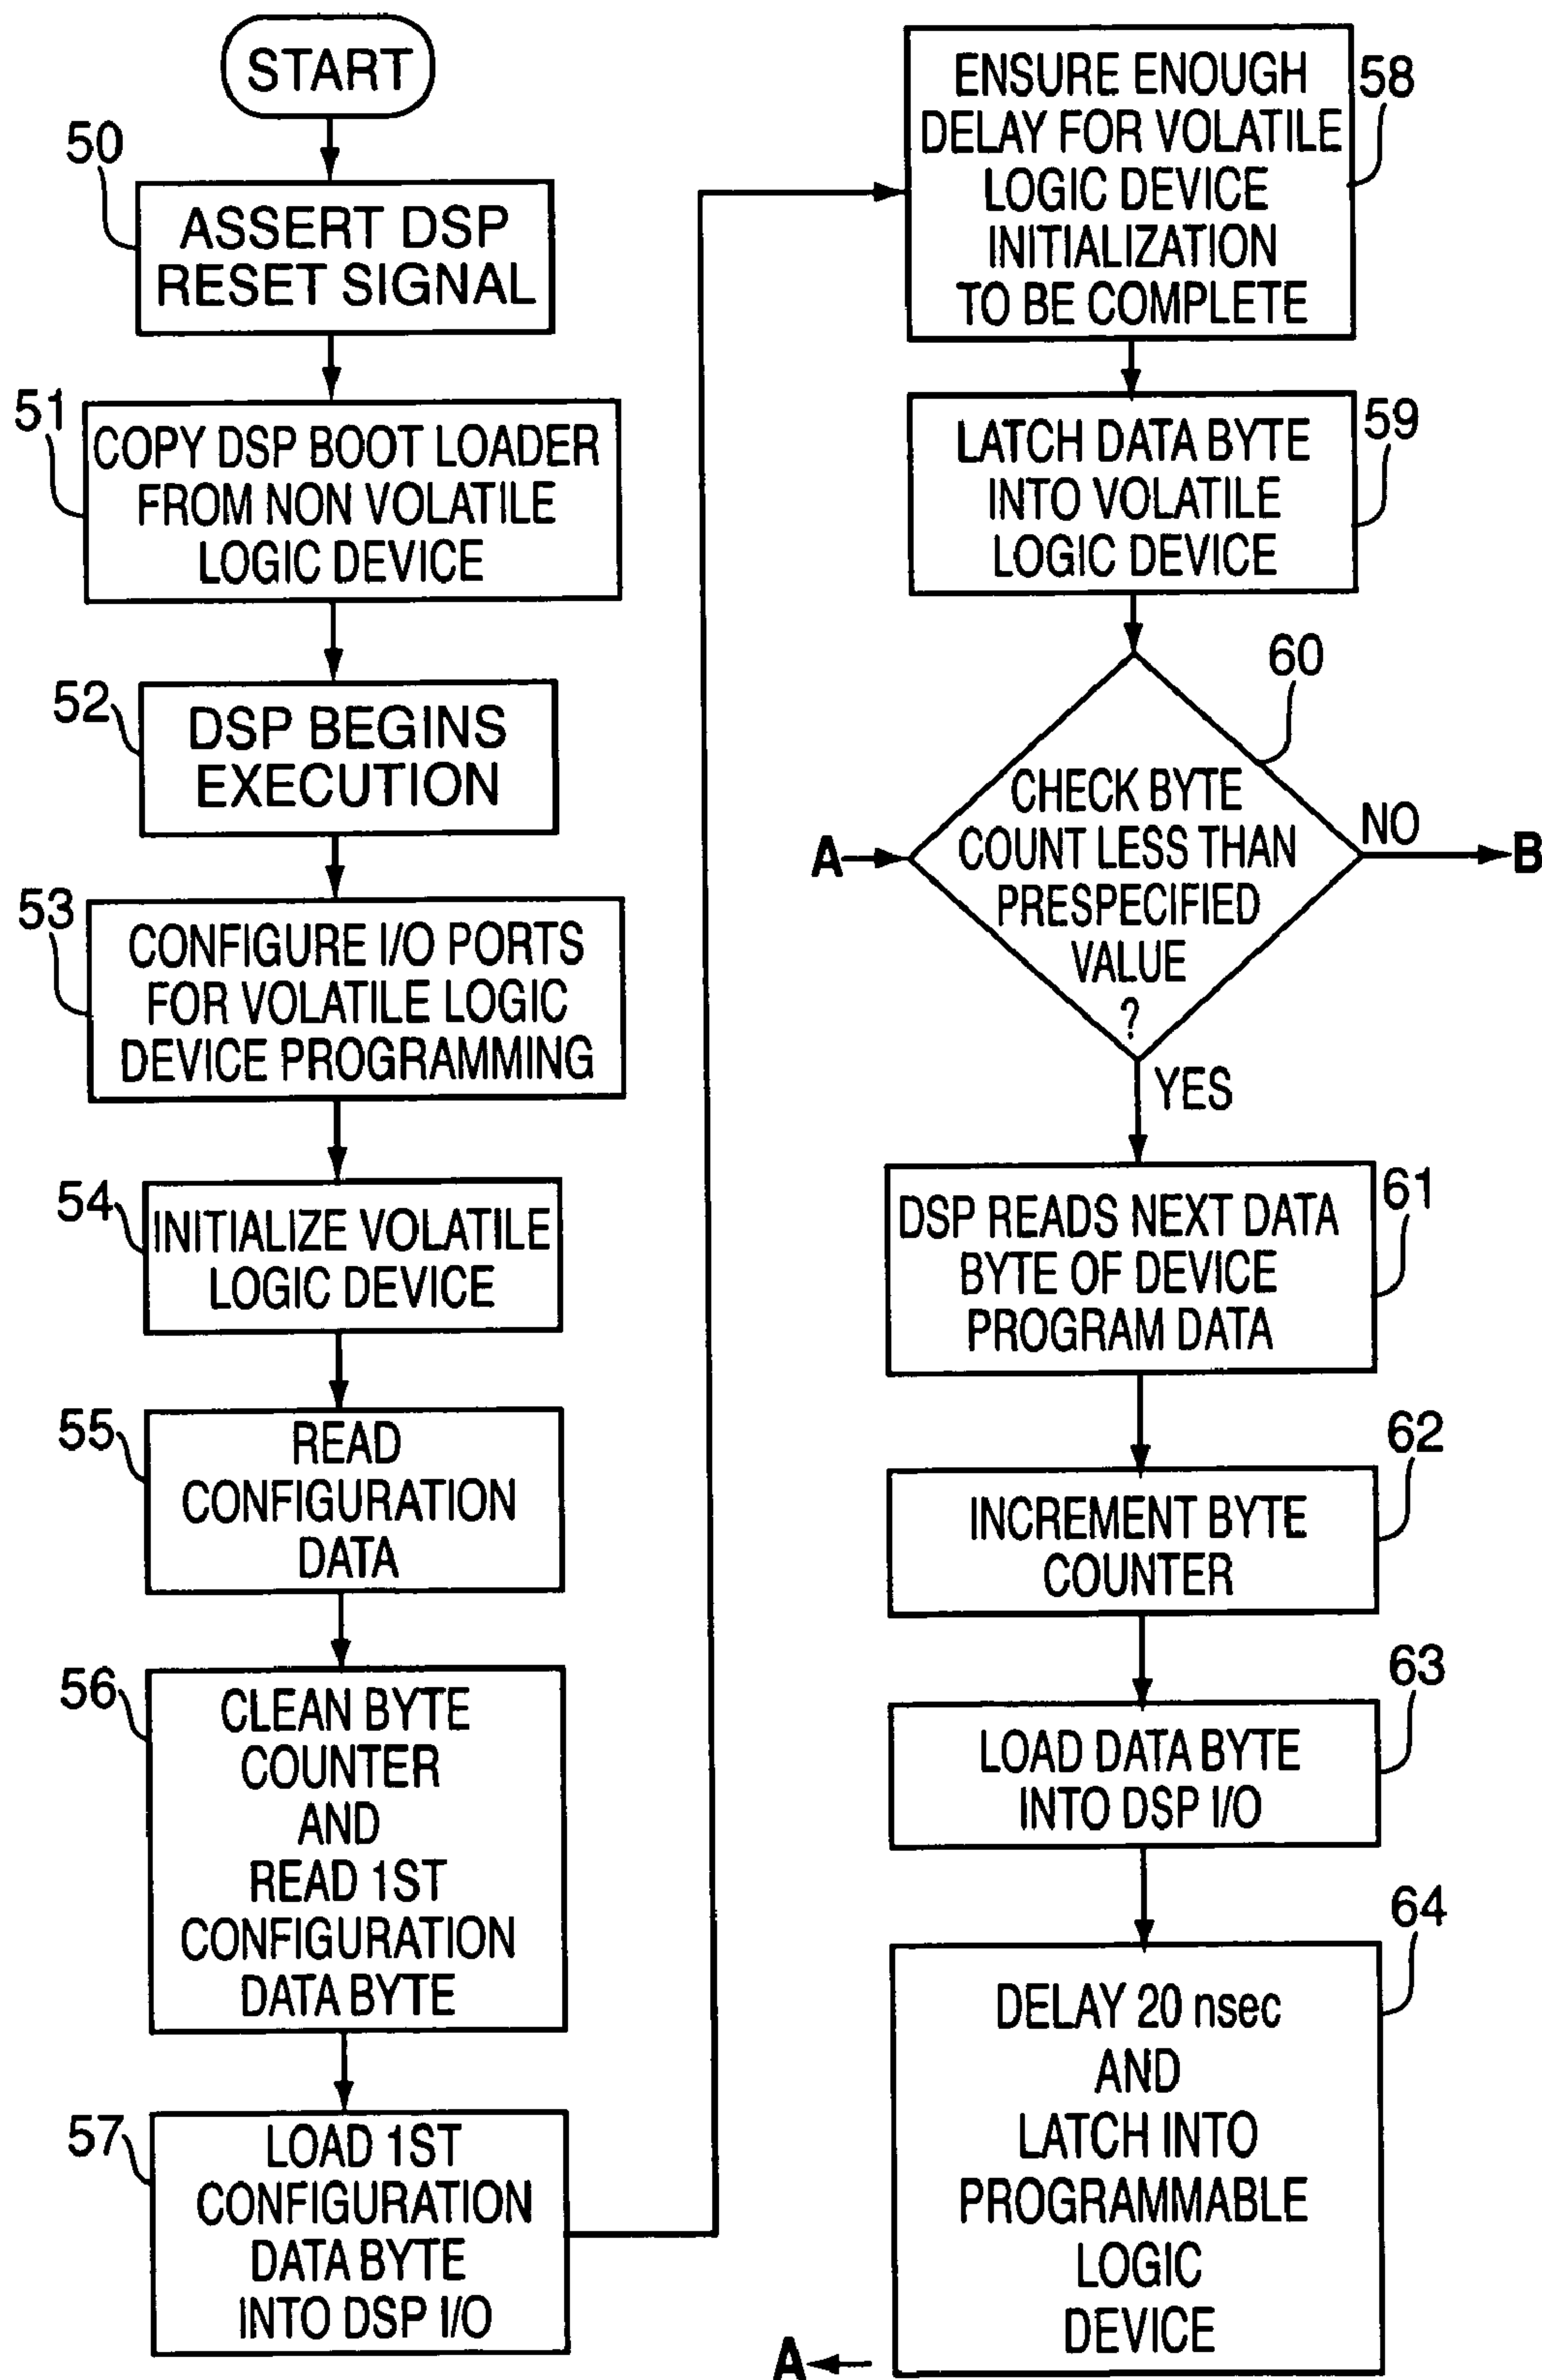 START
50
ASSERT DSP
RESET SIGNAL
51
COPY DSP BOOT LOADER
FROM NON VOLATILE
LOGIC DEVICE
52
DSP BEGINS
EXECUTION
53
CONFIGURE I/O PORTS
FOR VOLATILE LOGIC
DEVICE PROGRAMMING
54
INITIALIZE VOLATILE
LOGIC DEVICE
55
READ
CONFIGURATION
DATA
56
CLEAN BYTE
COUNTER
AND
READ 1ST
CONFIGURATION
DATA BYTE
57
LOAD 1ST
CONFIGURATION
DATA BYTE
INTO DSP I/O
58
ENSURE ENOUGH
DELAY FOR VOLATILE
LOGIC DEVICE
INITIALIZATION
TO BE COMPLETE
59
LATCH DATA BYTE
INTO VOLATILE
LOGIC DEVICE
60
CHECK BYTE
COUNT LESS THAN
PRESPECIFIED
VALUE
?
A
NO
B
YES
61
DSP READS NEXT DATA
BYTE OF DEVICE
PROGRAM DATA
62
INCREMENT BYTE
COUNTER
63
LOAD DATA BYTE
INTO DSP I/O
64
DELAY 20 nsec
AND
LATCH INTO
PROGRAMMABLE
LOGIC
DEVICE
A